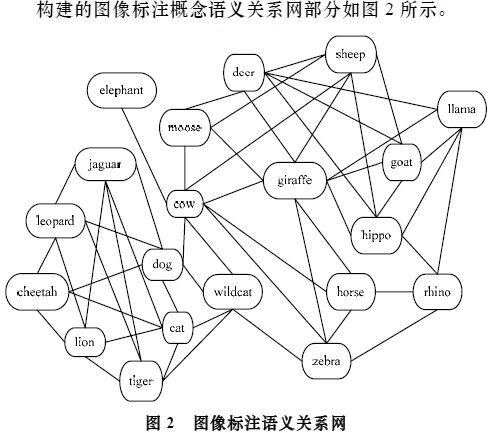 构建的图像标注概念语义关系网部分如图 2 所示。
sheep
deer
elephant
llama
moose
goat
jaguar
giraffe
cow
leopard
hippo
dog
cheetah
wildcat
horse
rhino
cat
lion
zebra
tiger
图 2 图像标注语义关系网